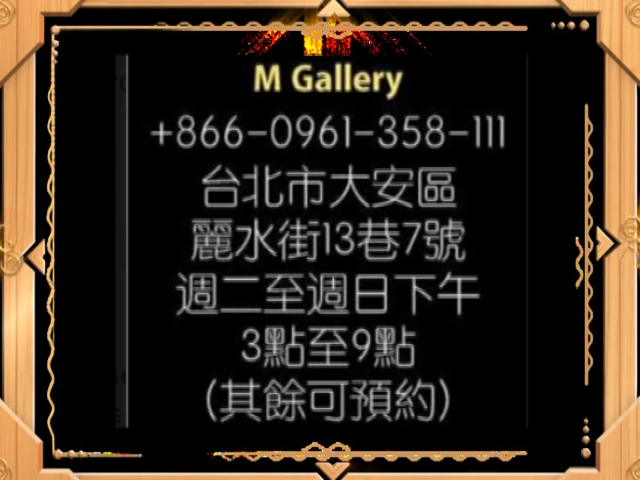 M Gallery
+866-0961-358-111
台北市大安區
麗水街13巷7號
週二至週日下午
3點至9點
(其餘可預約)